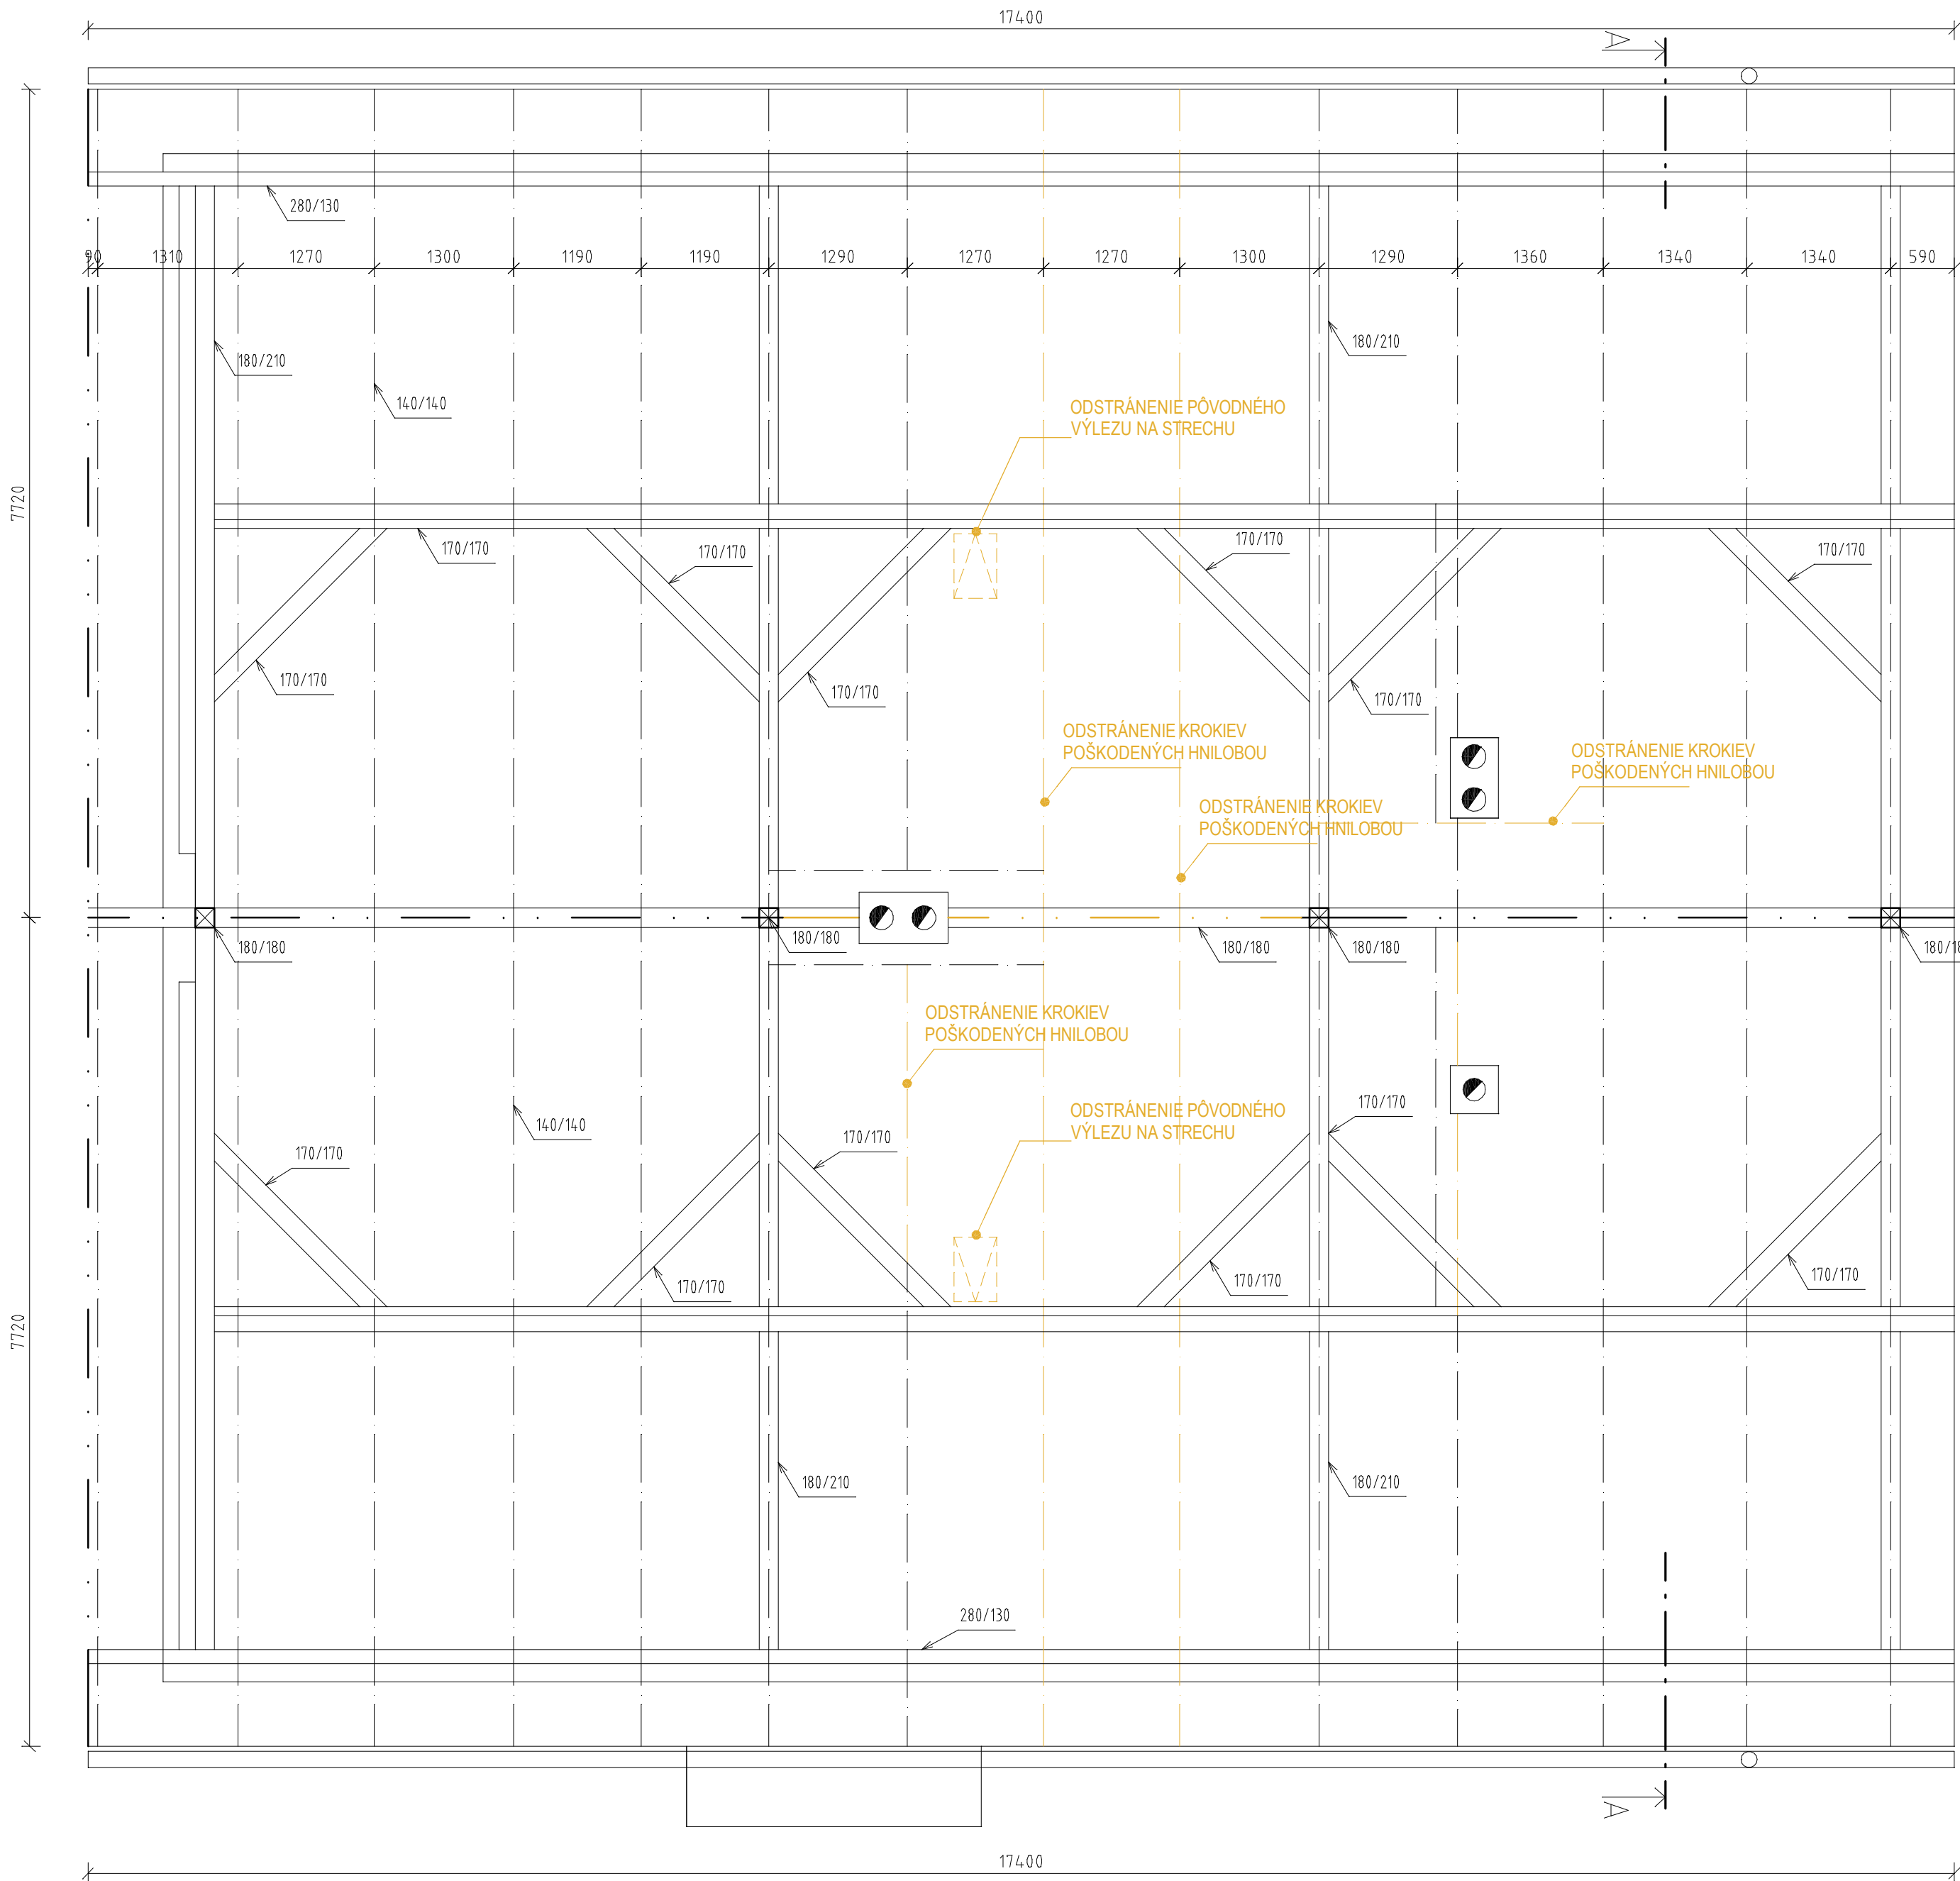 17400
A
280/130
90 1310 1270 1300 1190 1190 1290 1270 1270 1300 1290 1360 1340 1340 590
180/210
180/210
140/140
ODSTRÁNENIE PÔVODNÉHO
VÝLEZU NA STRECHU
7720
170/170
170/170
170/170
170/170
170/170
170/170
170/170
ODSTRÁNENIE KROKIEV
POŠKODENÝCH HNILOBOU
ODSTRÁNENIE KROKIEV
POŠKODENÝCH HNILOBOU
ODSTRÁNENIE KROKIEV
POŠKODENÝCH HNILOBOU
180/180
180/180
180/180
180/180
ODSTRÁNENIE KROKIEV
POŠKODENÝCH HNILOBOU
140/140
ODSTRÁNENIE PÔVODNÉHO
VÝLEZU NA STRECHU
170/170
170/170
170/170
170/170
170/170
170/170
7720
180/210
180/210
280/130
A
17400